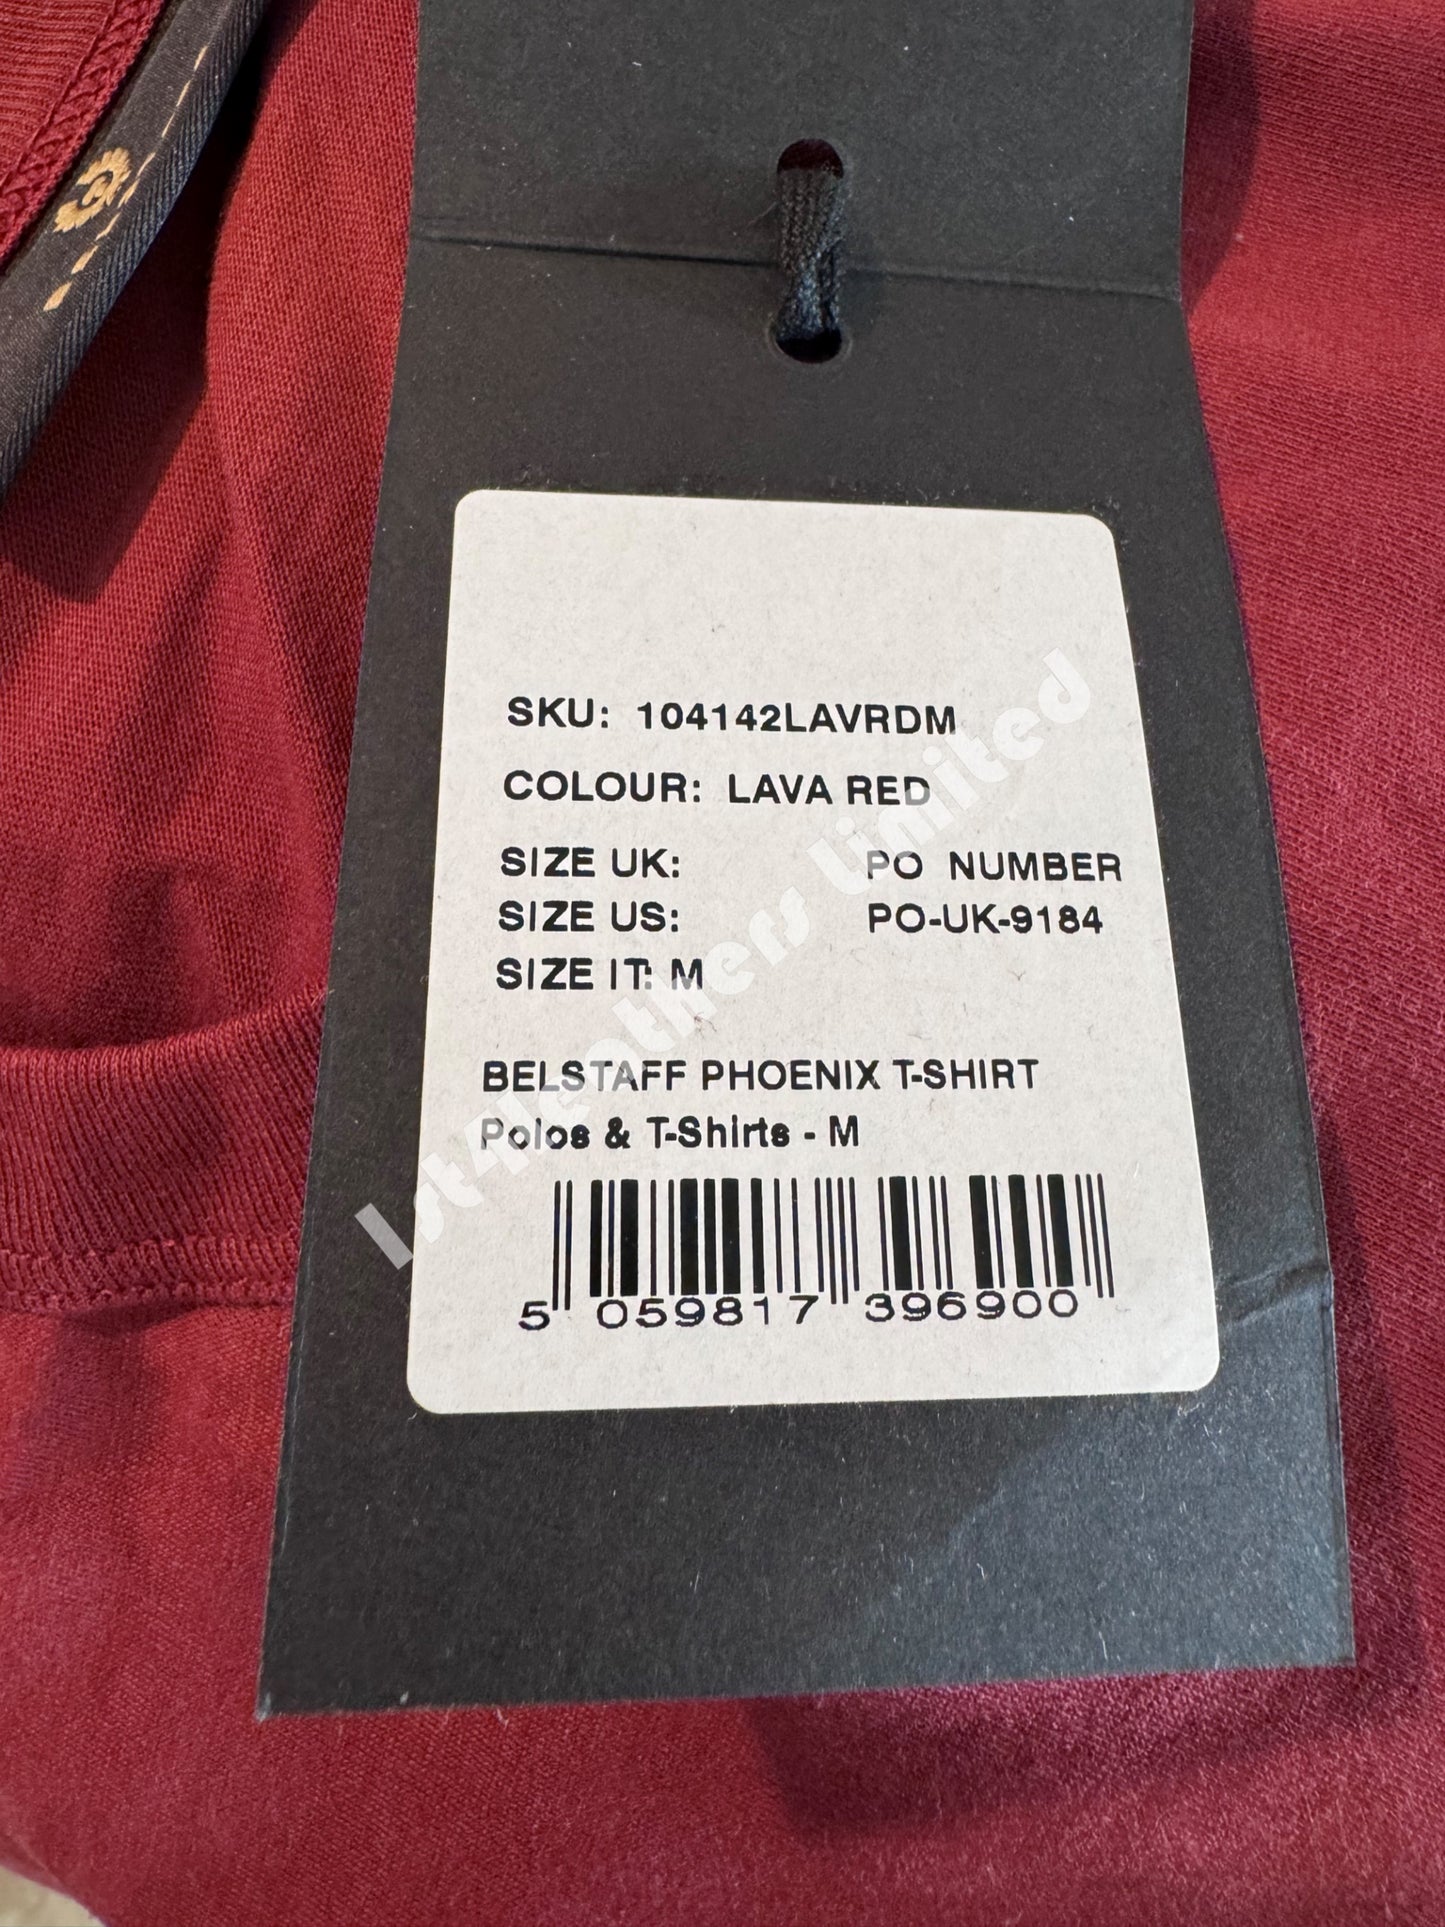 SKU: 104142LAVRDM
COLOUR: LAVA RED
SIZE UK: PO NUMBER
SIZE US: PO-UK-9184
SIZE IT: M
BELSTAFF PHOENIX T-SHIRT
Polos & T-Shirts - M
5 059817 396900
1st4leathers limited